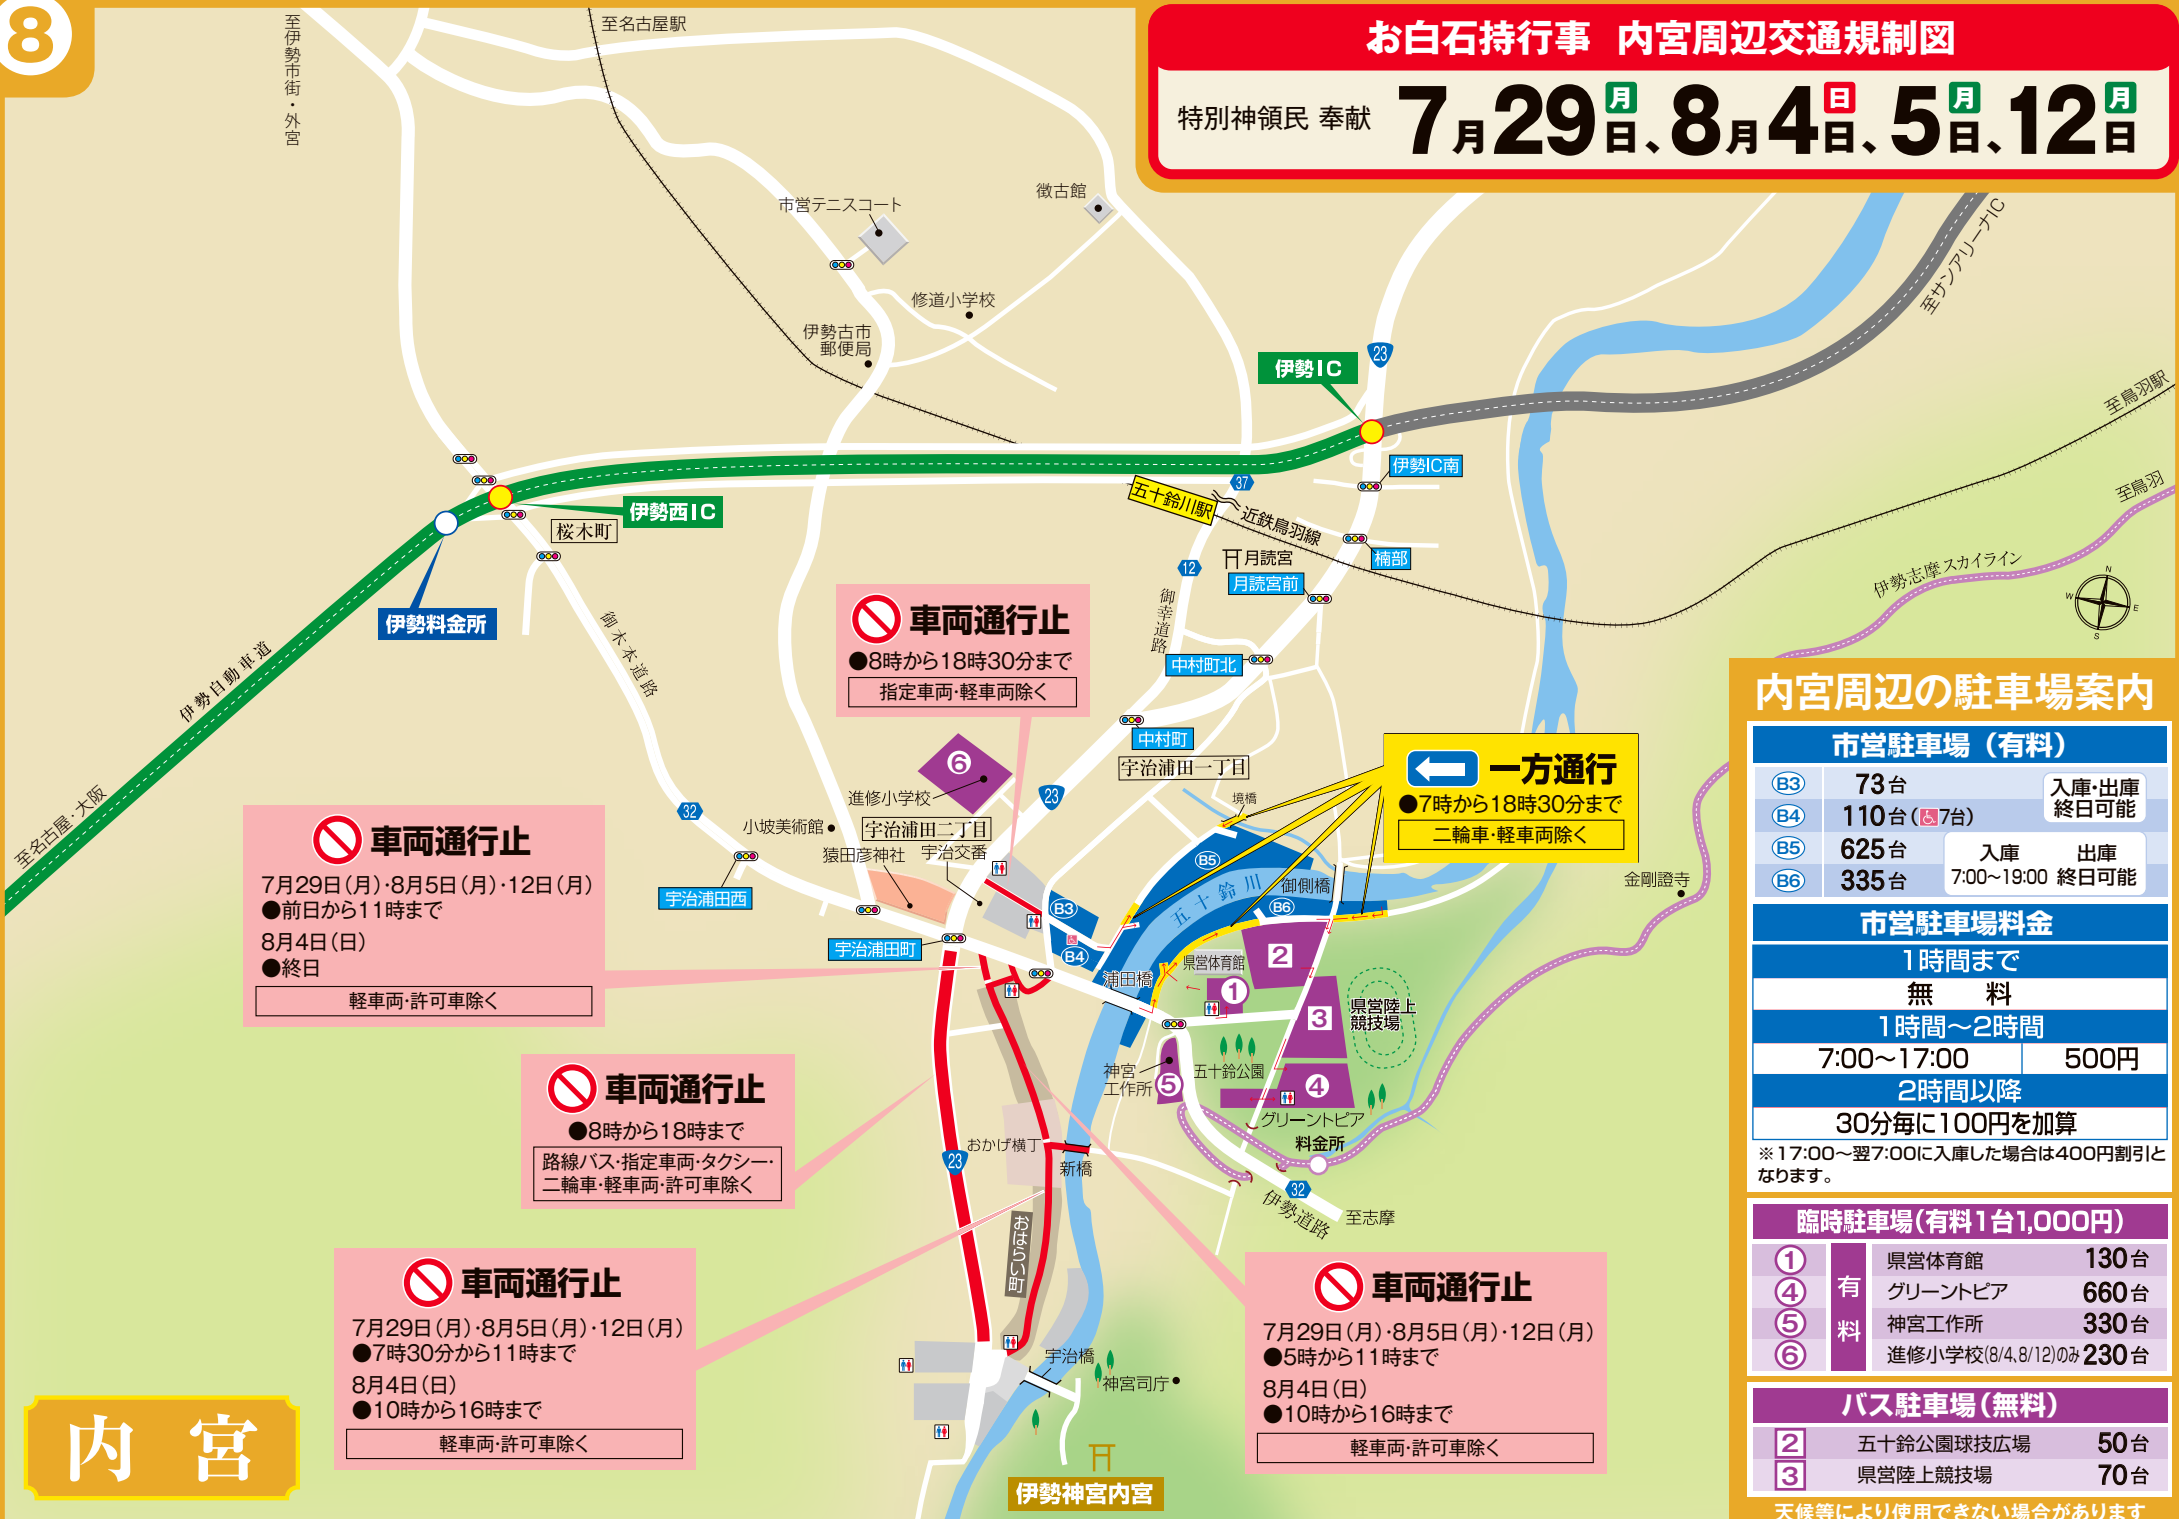 8
お白石持行事 内宮周辺交通規制図
特別神領民 奉献 7月29日(月)、8月4日(日)、5日(月)、12日(月)
至伊勢市街・外宮
至名古屋駅
市営テニスコート
徴古館
修道小学校
伊勢古市
郵便局
至サンアリーナIC
伊勢IC
23
伊勢IC南
至鳥羽駅
至鳥羽
伊勢西IC
桜木町
伊勢料金所
37
五十鈴川駅
近鉄鳥羽線
楠部
月読宮
月読宮前
12
御幸道路
伊勢志摩スカイライン
N
W
E
S
御木本道路
伊勢自動車道
至名古屋・大阪
車両通行止
●8時から18時30分まで
指定車両・軽車両除く
中村町北
中村町
宇治浦田一丁目
一方通行
●7時から18時30分まで
二輪車・軽車両除く
6
進修小学校
23
境橋
32
小坂美術館
宇治浦田二丁目
猿田彦神社
宇治交番
宇治浦田西
宇治浦田町
B3
B4
B5
B6
五十鈴川
御側橋
浦田橋
県営体育館
1
2
3
4
5
県営陸上
競技場
金剛證寺
神宮
工作所
五十鈴公園
グリーントピア
料金所
32
伊勢道路
至志摩
車両通行止
7月29日(月)・8月5日(月)・12日(月)
●前日から11時まで
8月4日(日)
●終日
軽車両・許可車除く
車両通行止
●8時から18時まで
路線バス・指定車両・タクシー・
二輪車・軽車両・許可車除く
おかげ横丁
新橋
23
おはらい町
車両通行止
7月29日(月)・8月5日(月)・12日(月)
●7時30分から11時まで
8月4日(日)
●10時から16時まで
軽車両・許可車除く
車両通行止
7月29日(月)・8月5日(月)・12日(月)
●5時から11時まで
8月4日(日)
●10時から16時まで
軽車両・許可車除く
宇治橋
神宮司庁
伊勢神宮内宮
内 宮
内宮周辺の駐車場案内
市営駐車場(有料)
B3 73台
B4 110台(7台)
入庫・出庫
終日可能
B5 625台
B6 335台
入庫 出庫
7:00〜19:00 終日可能
市営駐車場料金
1時間まで
無 料
1時間〜2時間
7:00〜17:00 500円
2時間以降
30分毎に100円を加算
※17:00〜翌7:00に入庫した場合は400円割引と
なります。
臨時駐車場(有料1台1,000円)
有料
① 県営体育館 130台
④ グリーントピア 660台
⑤ 神宮工作所 330台
⑥ 進修小学校(8/4、8/12)のみ 230台
バス駐車場(無料)
2 五十鈴公園球技広場 50台
3 県営陸上競技場 70台
天候等により使用できない場合があります